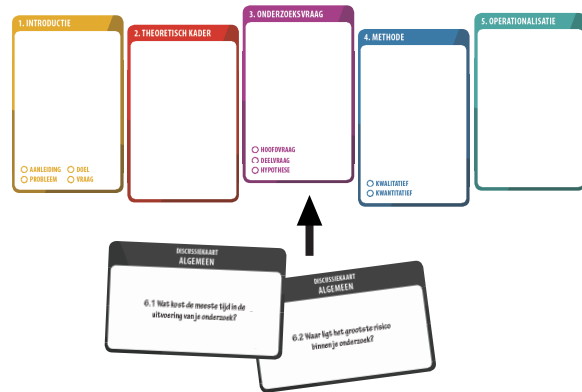 1. INTRODUCTIE
AANLEIDING
DOEL
PROBLEEM
VRAAG
2. THEORETISCH KADER
3. ONDERZOEKSVRAAG
HOOFDVRAAG
DEELVRAAG
HYPOTHESE
4. METHODE
KWALITATIEF
KWANTITATIEF
5. OPERATIONALISATIE
DISCUSSIEKAART
ALGEMEEN
6.1 Wat kost de meeste tijd in de
uitvoering van je onderzoek?
DISCUSSIEKAART
ALGEMEEN
6.2 Waar ligt het grootste risico
binnen je onderzoek?